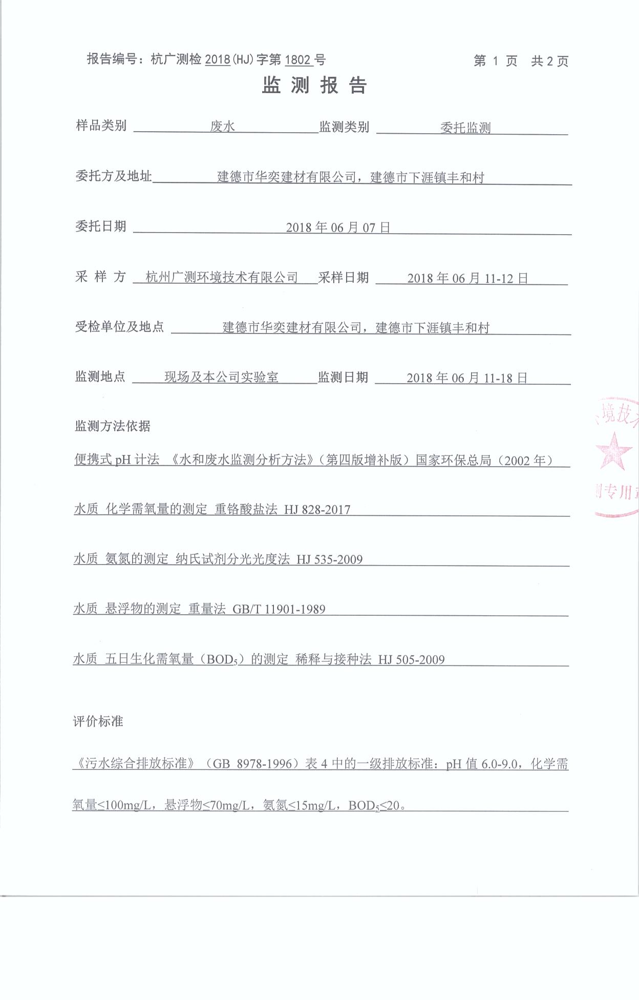 报告编号：杭广测检 2018(HJ)字第 1802 号
第 1 页 共 2 页
监 测 报 告
样品类别 废水 监测类别 委托监测
委托方及地址 建德市华奕建材有限公司，建德市下涯镇丰和村
委托日期 2018 年 06 月 07 日
采 样 方 杭州广测环境技术有限公司 采样日期 2018 年 06 月 11-12 日
受检单位及地点 建德市华奕建材有限公司，建德市下涯镇丰和村
监测地点 现场及本公司实验室 监测日期 2018 年 06 月 11-18 日
监测方法依据
便携式 pH 计法 《水和废水监测分析方法》（第四版增补版）国家环保总局（2002 年）
水质 化学需氧量的测定 重铬酸盐法 HJ 828-2017
水质 氨氮的测定 纳氏试剂分光光度法 HJ 535-2009
水质 悬浮物的测定 重量法 GB/T 11901-1989
水质 五日生化需氧量（BOD₅）的测定 稀释与接种法 HJ 505-2009
评价标准
《污水综合排放标准》（GB 8978-1996）表 4 中的一级排放标准：pH 值 6.0-9.0，化学需
氧量≤100mg/L，悬浮物≤70mg/L，氨氮≤15mg/L，BOD₅≤20。
境技术
专用